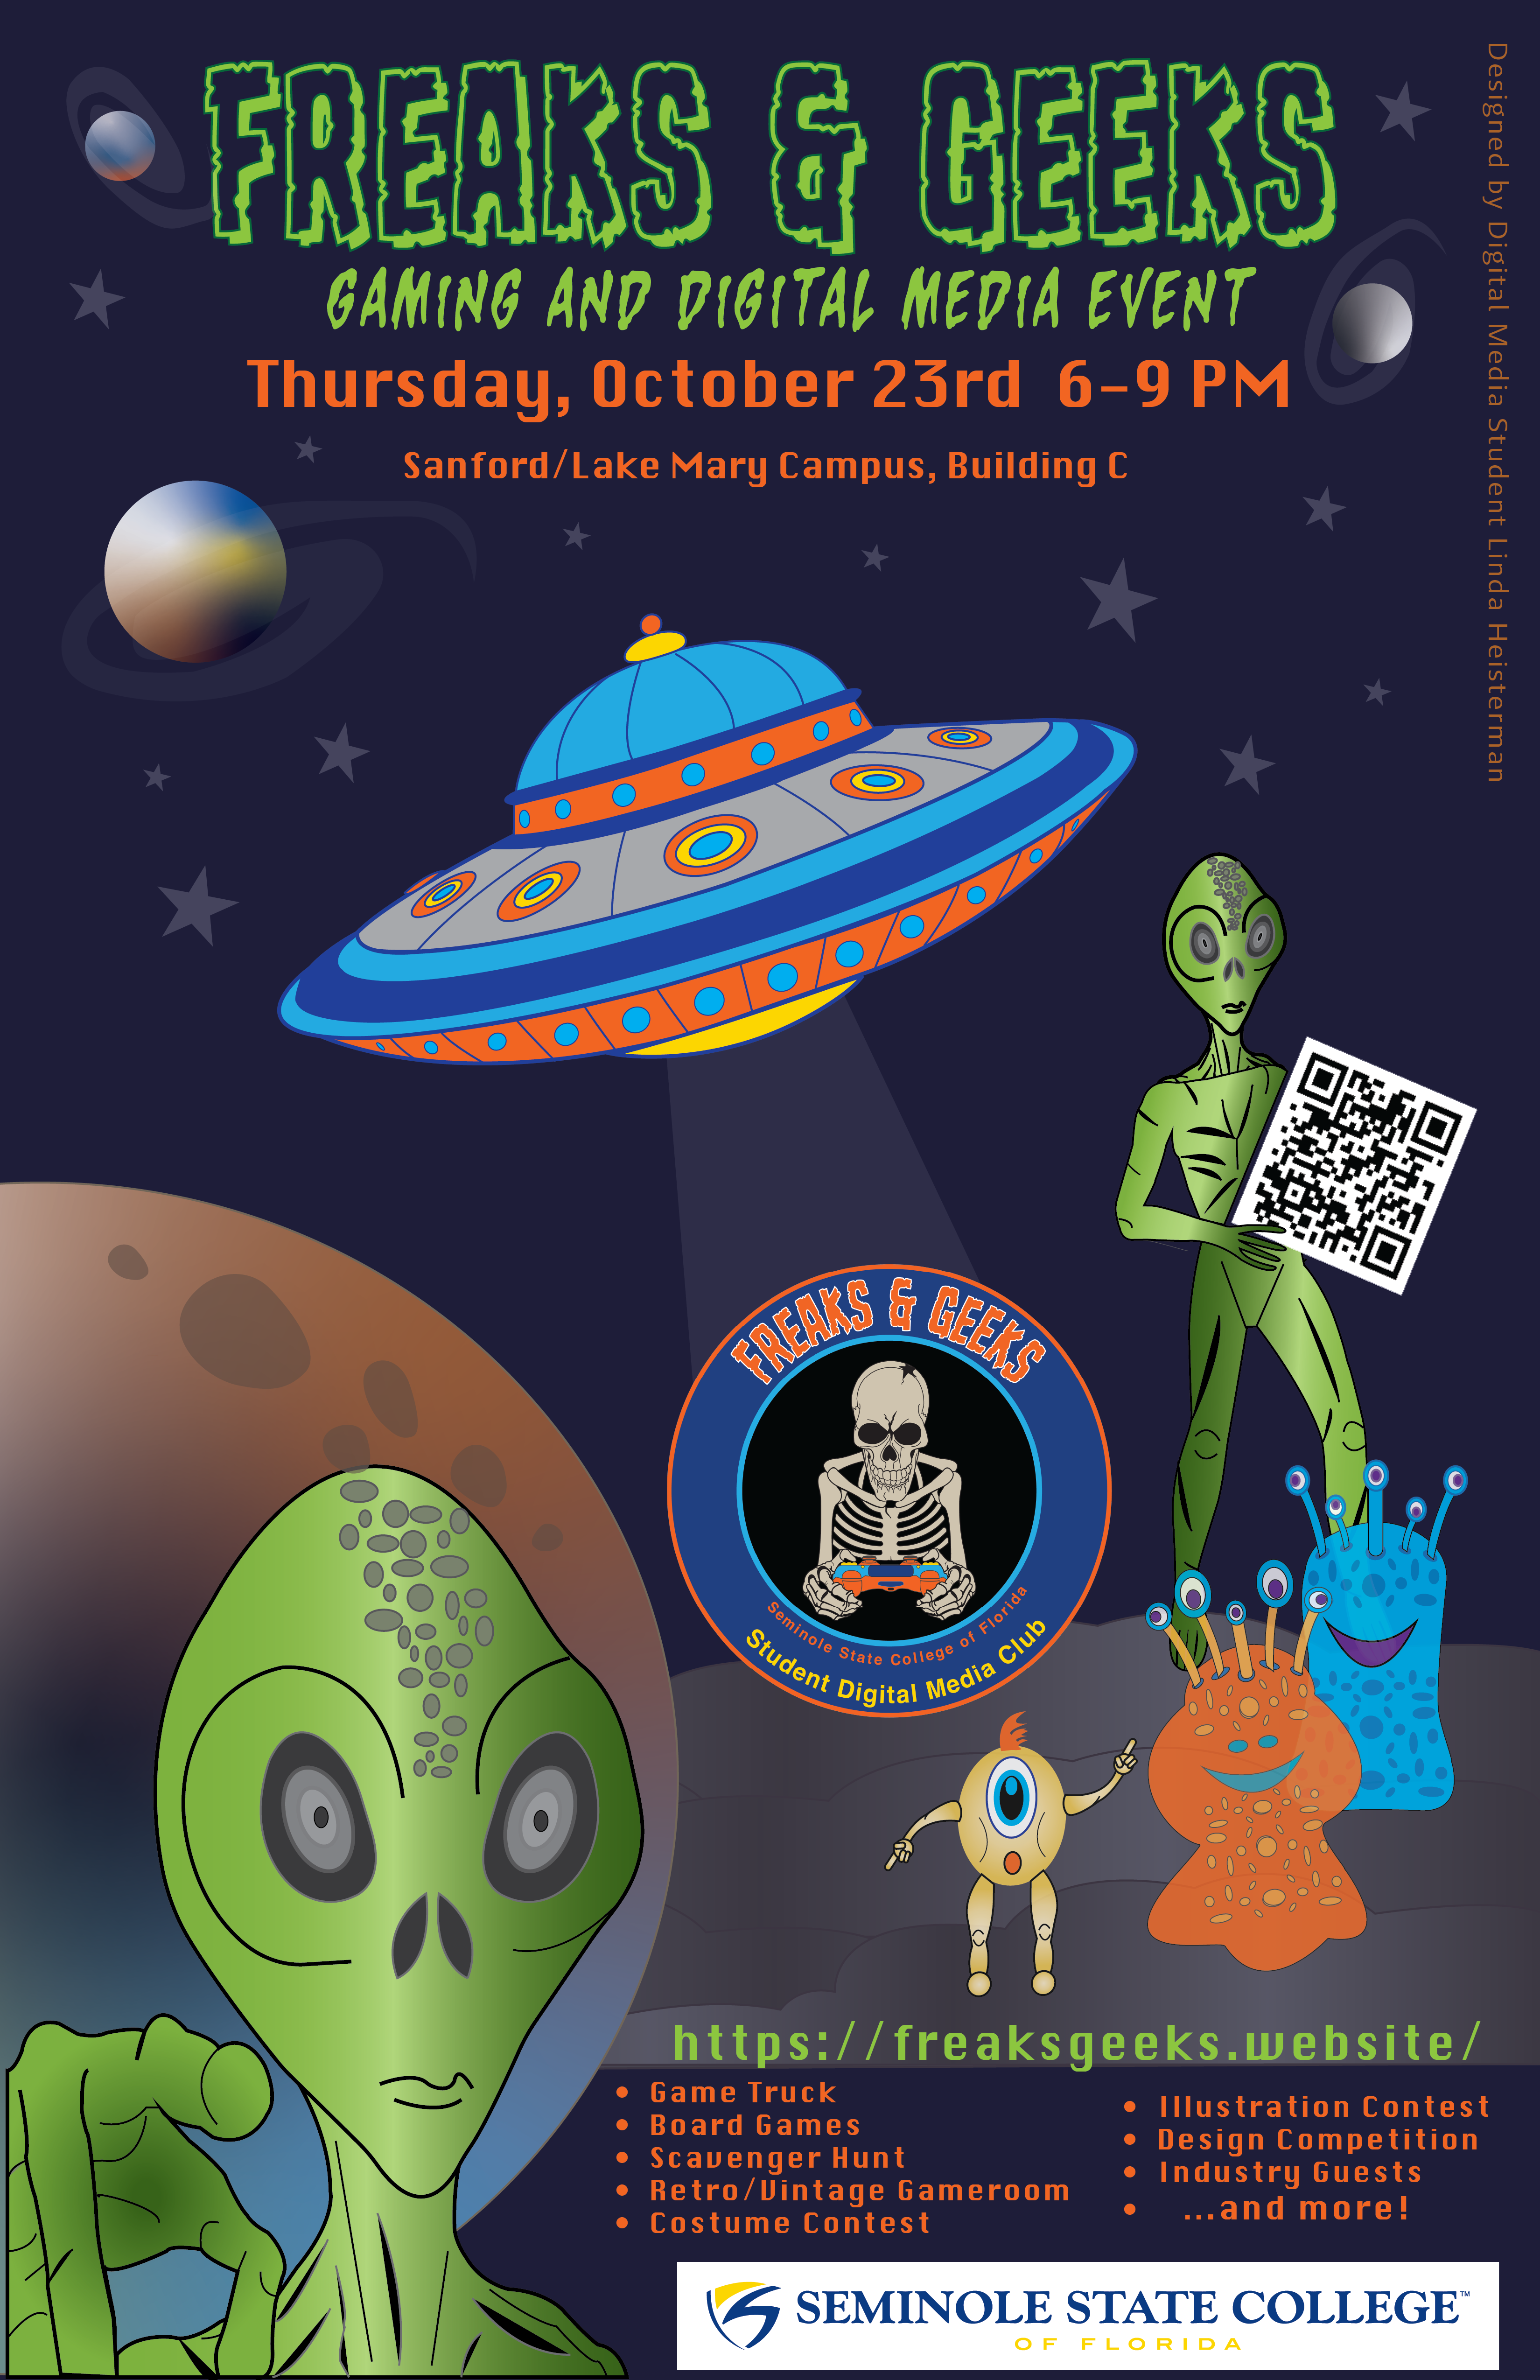 FREAKS & GEEKS
GAMING AND DIGITAL MEDIA EVENT
Thursday, October 23rd 6-9 PM
Sanford/Lake Mary Campus, Building C
Designed by Digital Media Student Linda Heisterman
FREAKS & GEEKS
Seminole State College of Florida
Student Digital Media Club
https://freaksgeeks.website/
• Game Truck
• Board Games
• Scavenger Hunt
• Retro/Vintage Gameroom
• Costume Contest
• Illustration Contest
• Design Competition
• Industry Guests
• ...and more!
SEMINOLE STATE COLLEGE™
OF FLORIDA